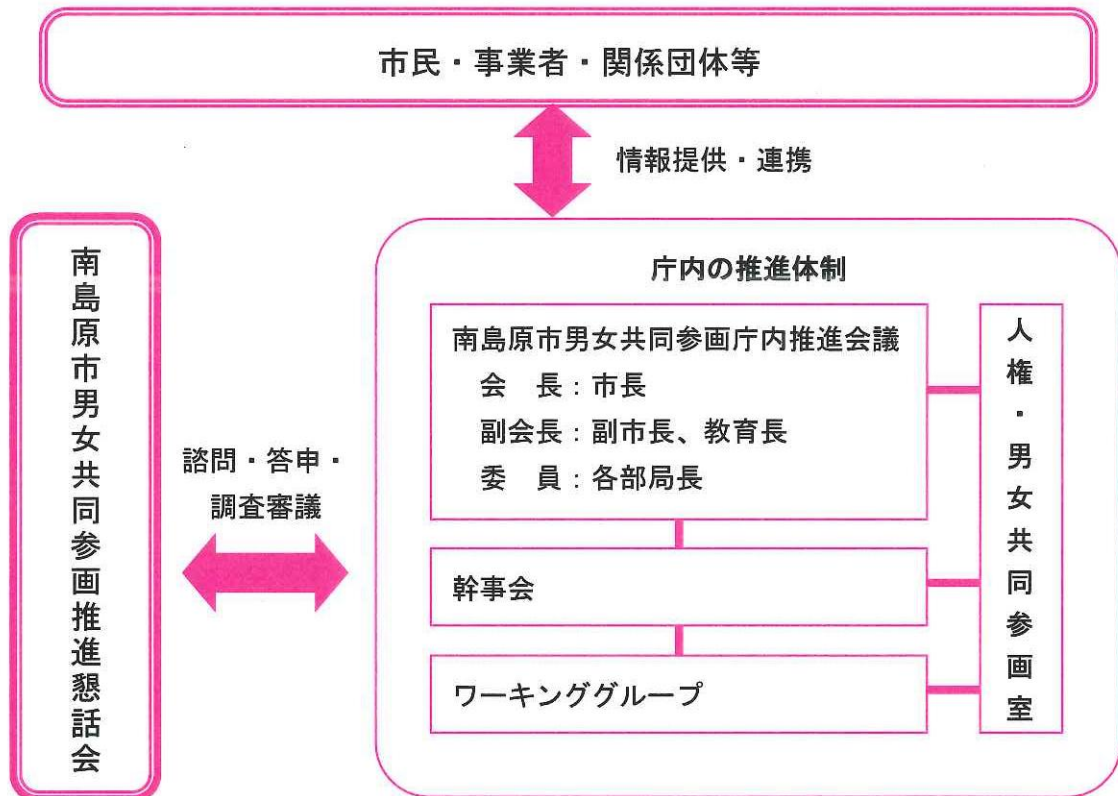 市民・事業者・関係団体等
情報提供・連携
南島原市男女共同参画推進懇話会
諮問・答申・
調査審議
庁内の推進体制
南島原市男女共同参画庁内推進会議
会　長：市長
副会長：副市長、教育長
委　員：各部局長
幹事会
ワーキンググループ
人権・男女共同参画室